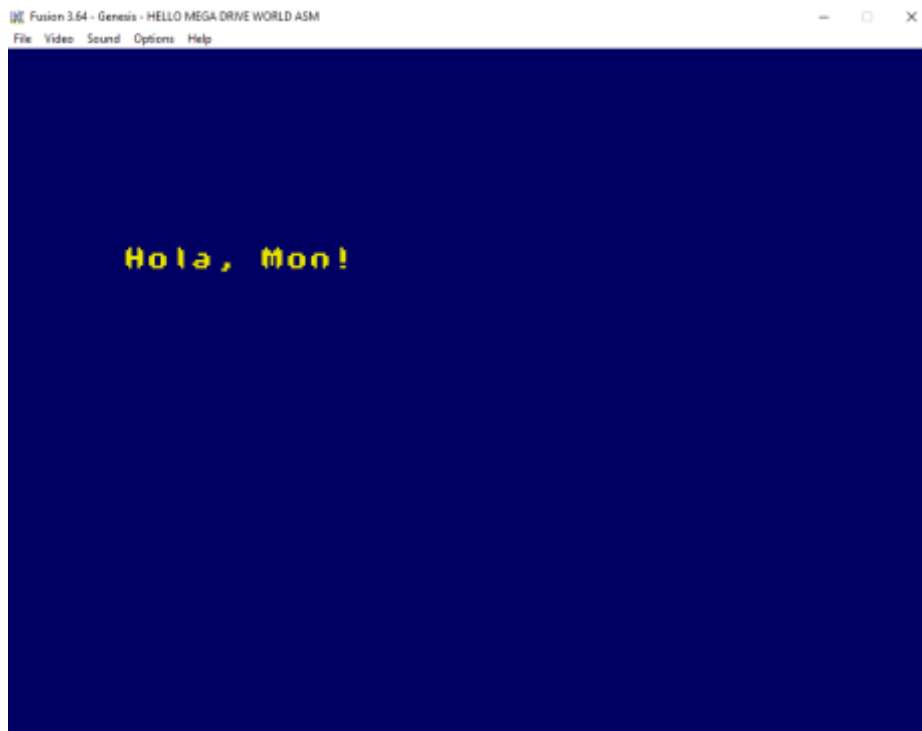 Fusion 3.64 - Genesis - HELLO MEGA DRIVE WORLD ASM
File Video Sound Options Help
Hola, Mon!